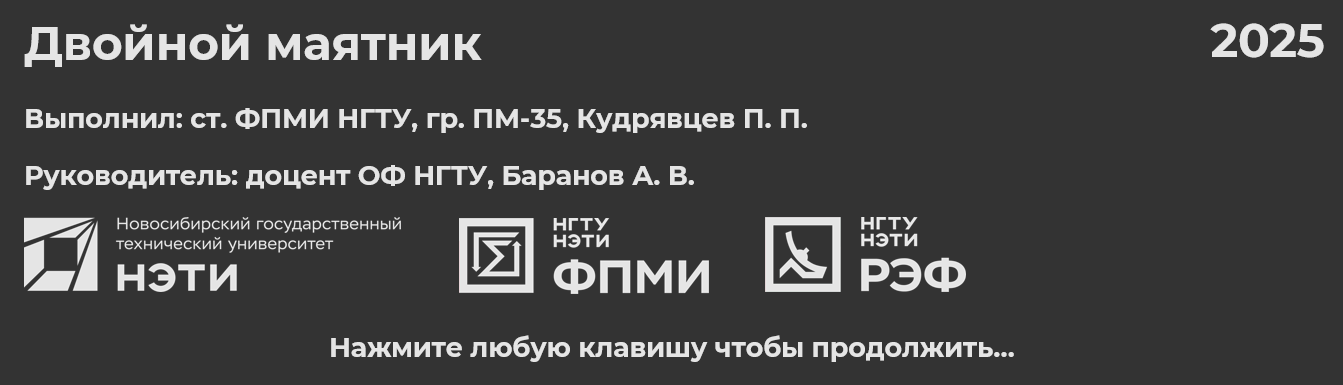 Двойной маятник
2025
Выполнил: ст. ФПМИ НГТУ, гр. ПМ-35, Кудрявцев П. П.
Руководитель: доцент ОФ НГТУ, Баранов А. В.
Новосибирский государственный
технический университет
НЭТИ
НГТУ
НЭТИ
ФПМИ
НГТУ
НЭТИ
РЭФ
Нажмите любую клавишу чтобы продолжить...